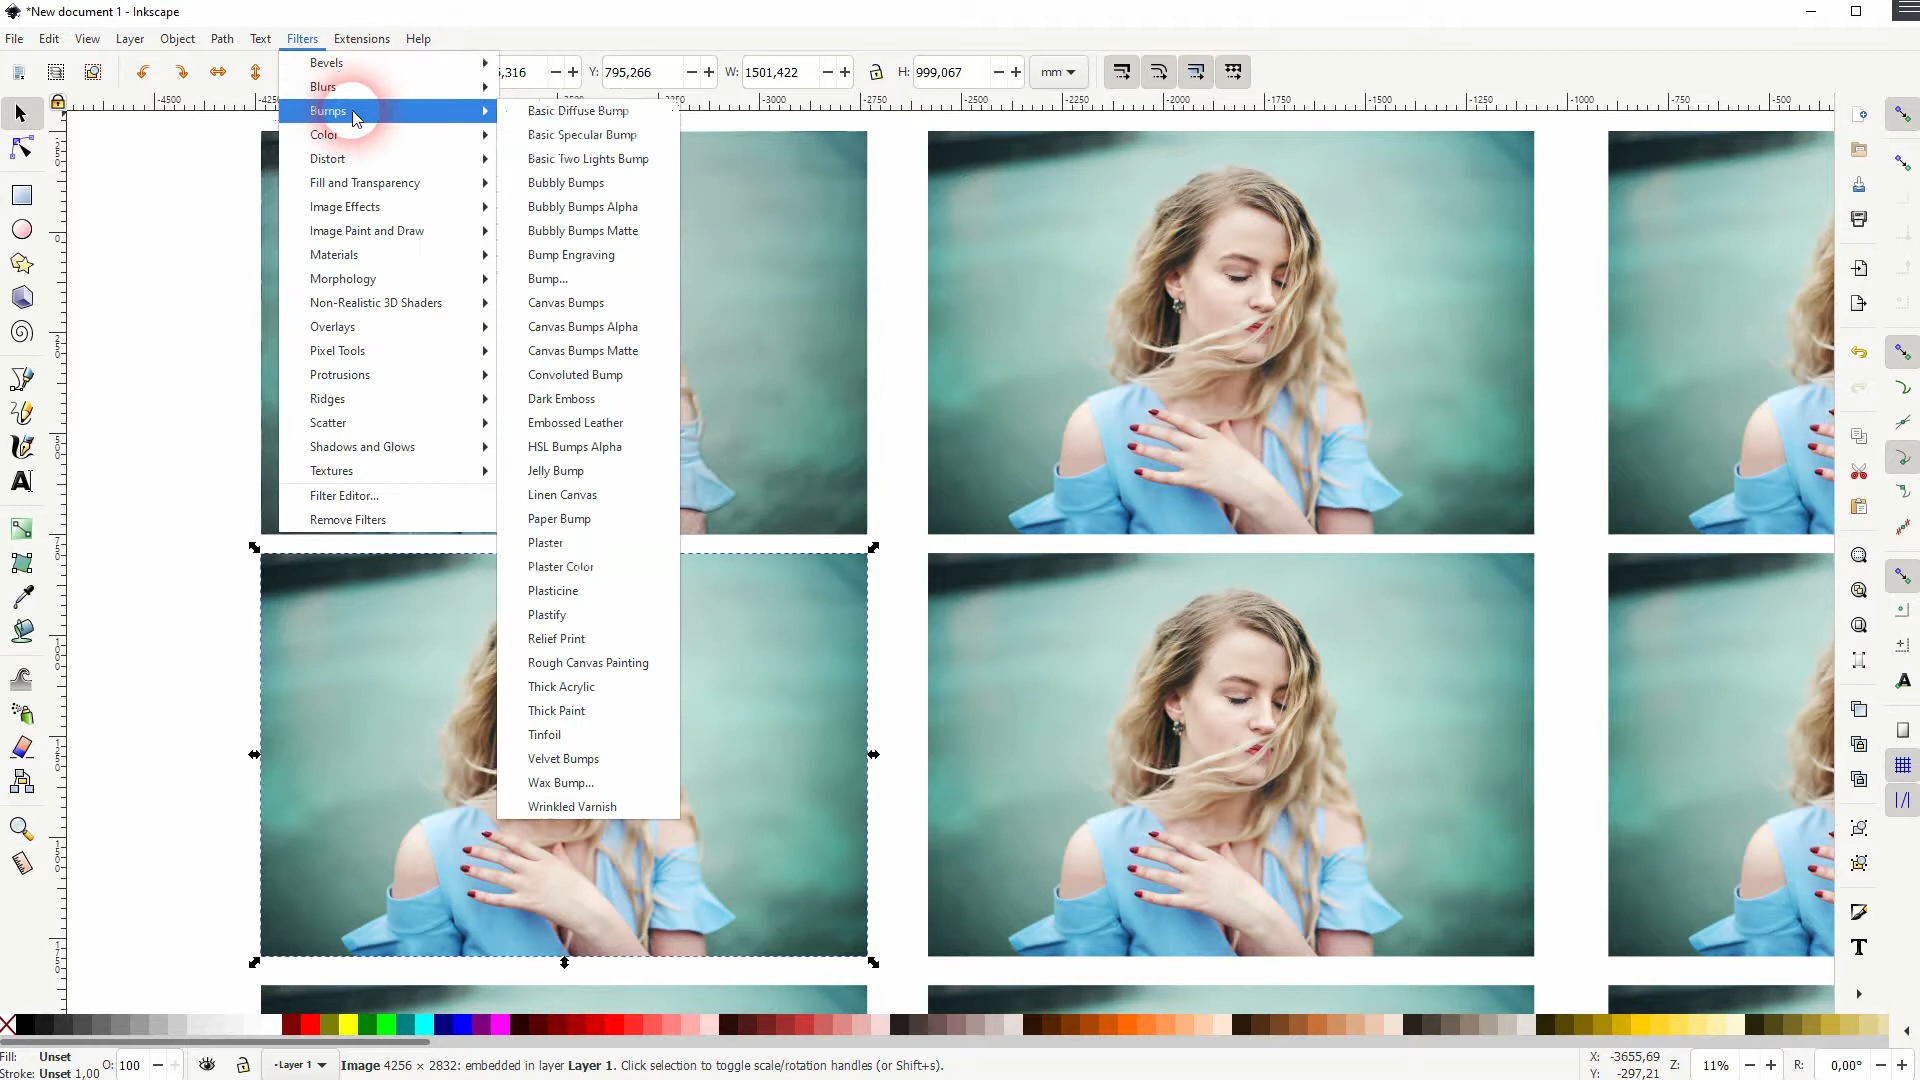 *New document 1 - Inkscape
File Edit View Layer Object Path Text Filters Extensions Help
5,316 Y: 795,266 W: 1501,422 H: 999,067 mm
-4500 -4250 -3250 -3000 -2750 -2500 -2250 -2000 -1750 -1500 -1250 -1000 -750 -500
Bevels
Blurs
Bumps
Color
Distort
Fill and Transparency
Image Effects
Image Paint and Draw
Materials
Morphology
Non-Realistic 3D Shaders
Overlays
Pixel Tools
Protrusions
Ridges
Scatter
Shadows and Glows
Textures
Filter Editor...
Remove Filters
Basic Diffuse Bump
Basic Specular Bump
Basic Two Lights Bump
Bubbly Bumps
Bubbly Bumps Alpha
Bubbly Bumps Matte
Bump Engraving
Bump...
Canvas Bumps
Canvas Bumps Alpha
Canvas Bumps Matte
Convoluted Bump
Dark Emboss
Embossed Leather
HSL Bumps Alpha
Jelly Bump
Linen Canvas
Paper Bump
Plaster
Plaster Color
Plasticine
Plastify
Relief Print
Rough Canvas Painting
Thick Acrylic
Thick Paint
Tinfoil
Velvet Bumps
Wax Bump...
Wrinkled Varnish
Fill: Unset
Stroke: Unset 1,00
O: 100
-Layer 1
Image 4256 × 2832: embedded in layer Layer 1. Click selection to toggle scale/rotation handles (or Shift+s).
X: -3655,69
Y: -297,21
Z: 11%
R: 0,00°